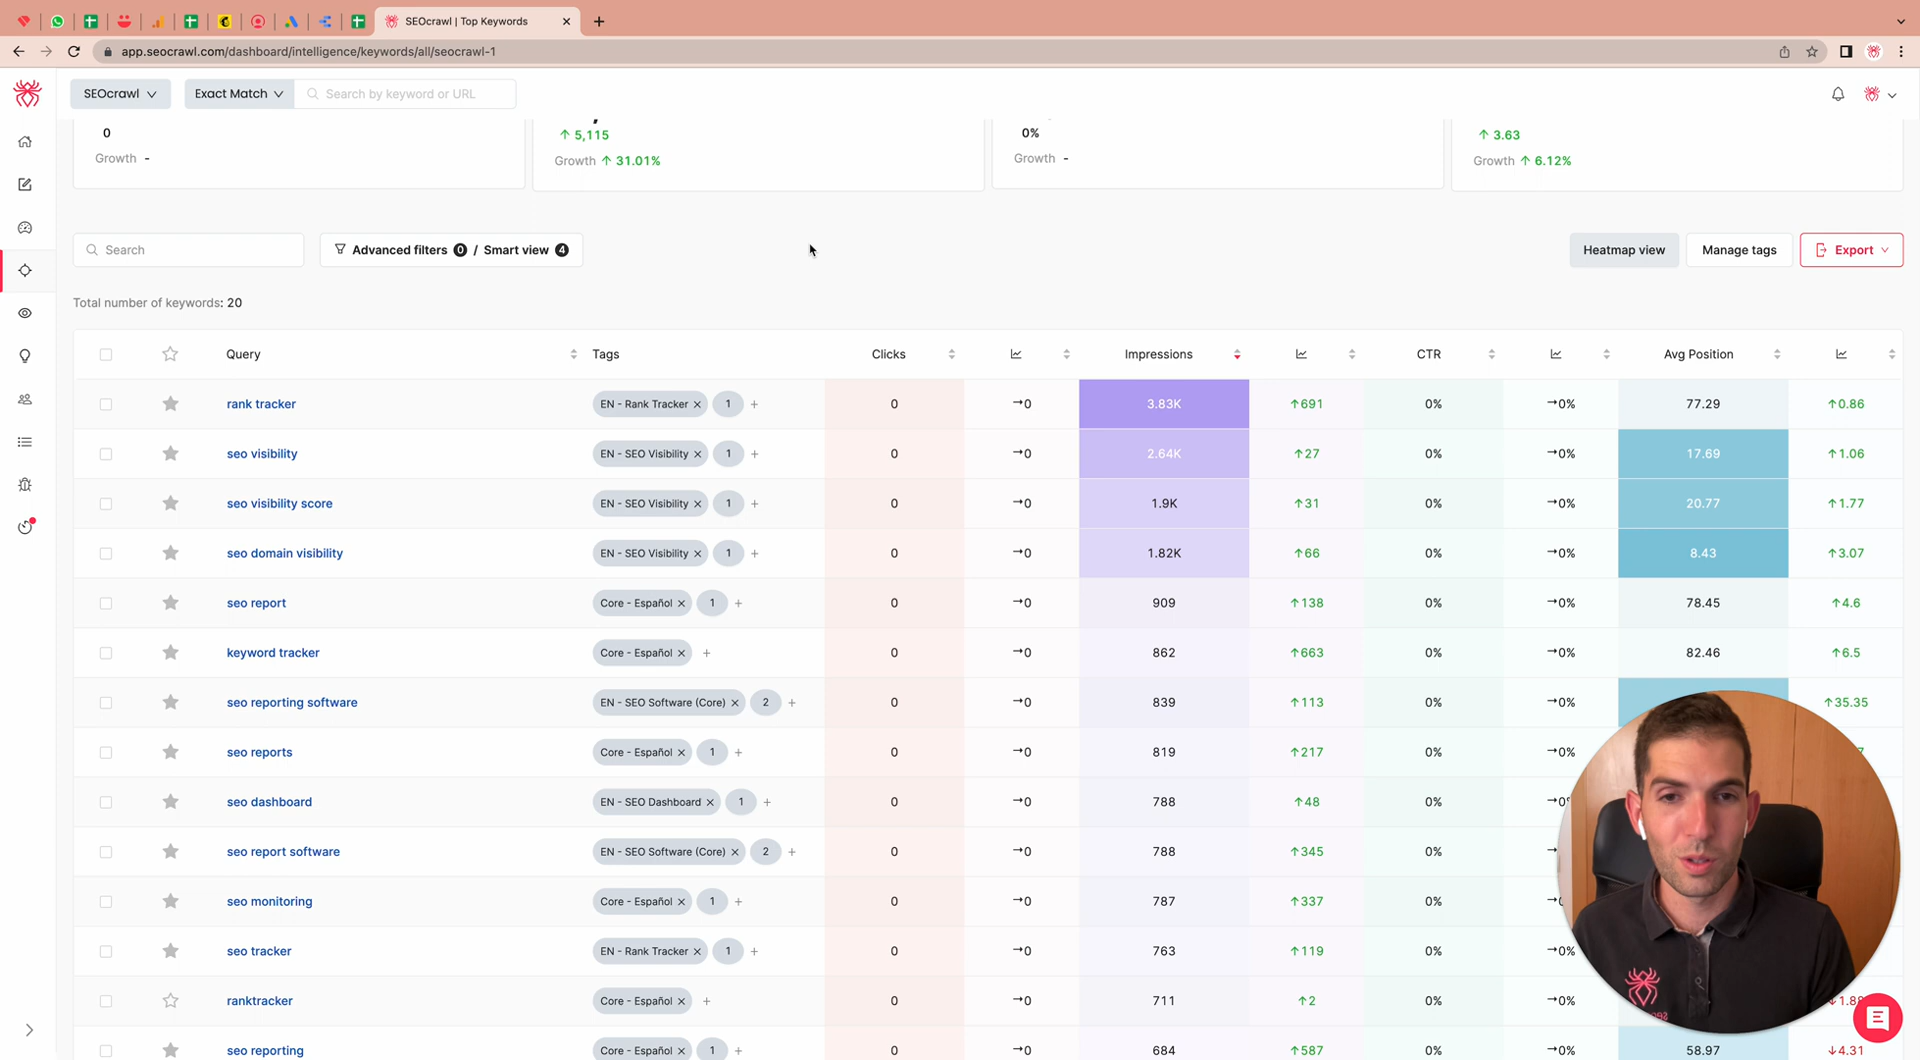 SEOcrawl | Top Keywords
app.seocrawl.com/dashboard/intelligence/keywords/all/seocrawl-1
SEOcrawl Exact Match Search by keyword or URL
0 ↑ 5,115 0% ↑ 3.63
Growth - Growth ↑ 31.01% Growth - Growth ↑ 6.12%
Search Advanced filters 0 / Smart view 4 Heatmap view Manage tags Export
Total number of keywords: 20
Query Tags Clicks Impressions CTR Avg Position
rank tracker EN - Rank Tracker × 1 + 0 →0 3.83K ↑691 0% →0% 77.29 ↑0.86
seo visibility EN - SEO Visibility × 1 + 0 →0 2.64K ↑27 0% →0% 17.69 ↑1.06
seo visibility score EN - SEO Visibility × 1 + 0 →0 1.9K ↑31 0% →0% 20.77 ↑1.77
seo domain visibility EN - SEO Visibility × 1 + 0 →0 1.82K ↑66 0% →0% 8.43 ↑3.07
seo report Core - Español × 1 + 0 →0 909 ↑138 0% →0% 78.45 ↑4.6
keyword tracker Core - Español × + 0 →0 862 ↑663 0% →0% 82.46 ↑6.5
seo reporting software EN - SEO Software (Core) × 2 + 0 →0 839 ↑113 0% →0% ↑35.35
seo reports Core - Español × 1 + 0 →0 819 ↑217 0% →0%
seo dashboard EN - SEO Dashboard × 1 + 0 →0 788 ↑48 0% →0
seo report software EN - SEO Software (Core) × 2 + 0 →0 788 ↑345 0% →
seo monitoring Core - Español × 1 + 0 →0 787 ↑337 0% →0
seo tracker EN - Rank Tracker × 1 + 0 →0 763 ↑119 0% →0%
ranktracker Core - Español × + 0 →0 711 ↑2 0% →0%
seo reporting Core - Español × 1 + 0 →0 684 ↑587 0% →0% 58.97 ↓4.31